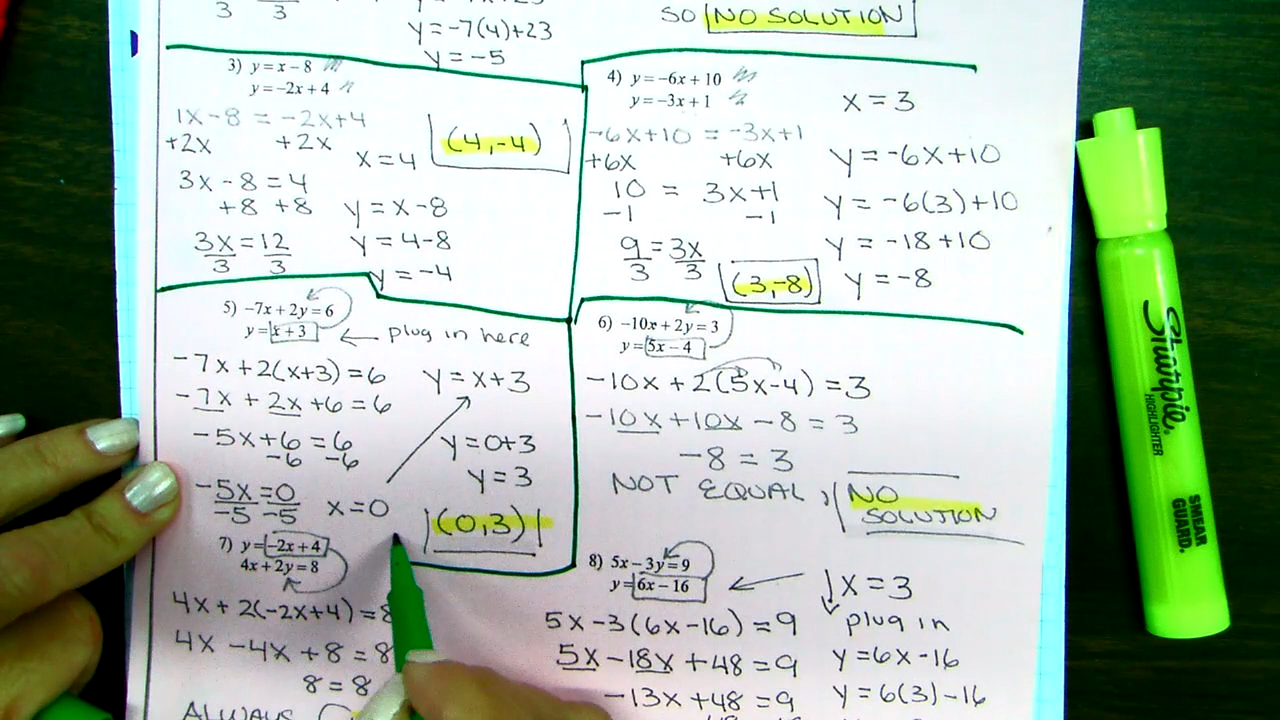 3 3
y=-7(4)+23
y=-5
SO NO SOLUTION
3) y = x - 8
y = -2x + 4
1x-8 = -2x+4
+2x +2x
x=4
(4,-4)
3x-8=4
+8 +8
3x=12
3 3
y=x-8
y=4-8
y=-4
4) y = -6x + 10
y = -3x + 1
-6x+10 = -3x+1
+6x +6x
10 = 3x+1
-1 -1
9=3x
3 3
x=3
y=-6x+10
y=-6(3)+10
y=-18+10
y=-8
(3,-8)
5) -7x + 2y = 6
y = x + 3
plug in here
-7x+2(x+3)=6
-7x+2x+6=6
-5x+6=6
-6 -6
-5x=0
-5 -5
x=0
y=x+3
y=0+3
y=3
(0,3)
6) -10x + 2y = 3
y = 5x - 4
-10x+2(5x-4)=3
-10x+10x-8=3
-8=3
NOT EQUAL, NO
SOLUTION
7) y = -2x + 4
4x + 2y = 8
4x+2(-2x+4)=8
4x-4x+8=8
8=8
ALWAYS
8) 5x - 3y = 9
y = 6x - 16
5x-3(6x-16)=9
5x-18x+48=9
-13x+48=9
x=3
plug in
y=6x-16
y=6(3)-16
Sharpie
HIGHLIGHTER
SMEAR
GUARD